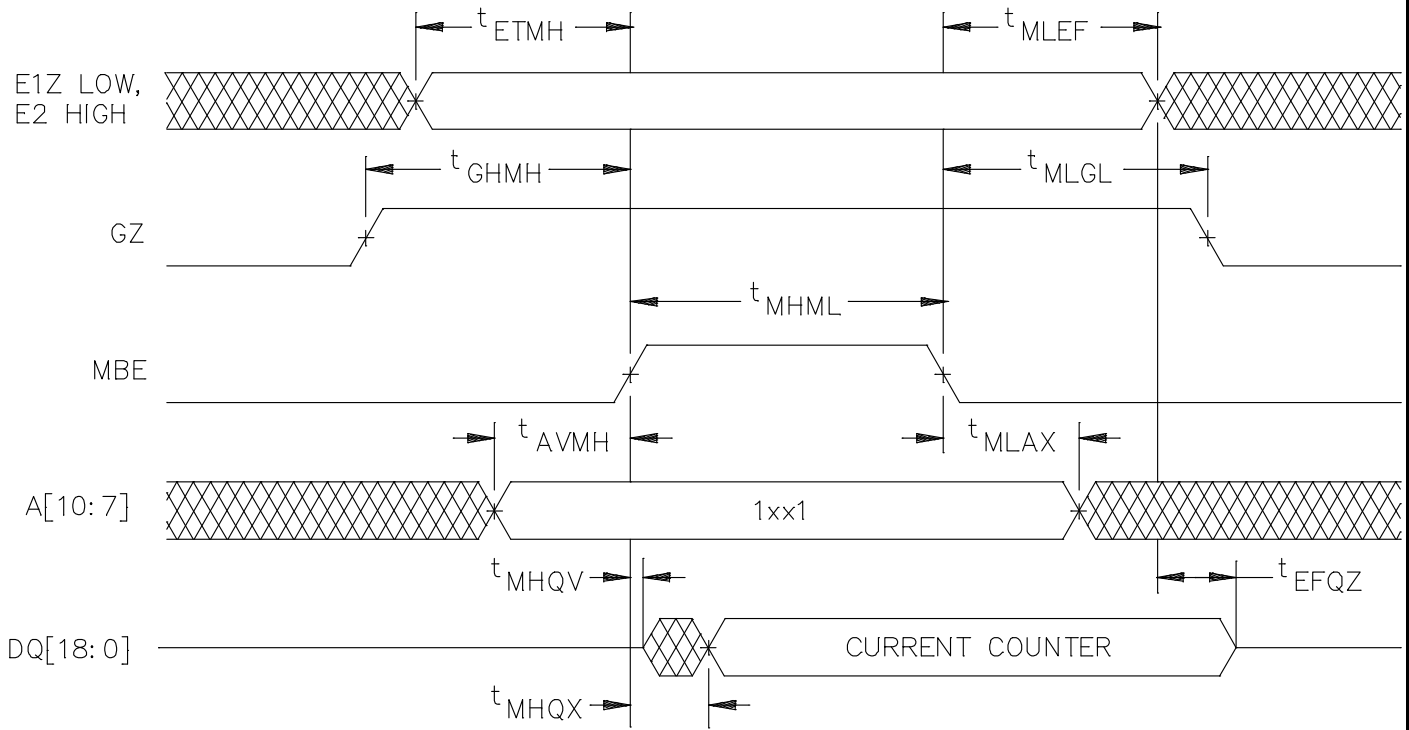 tETMH tMLEF
E1Z LOW,
E2 HIGH
tGHMH tMLGL
GZ
tMHML
MBE
tAVMH tMLAX
A[10:7] 1xx1
tMHQV tEFQZ
DQ[18:0] CURRENT COUNTER
tMHQX